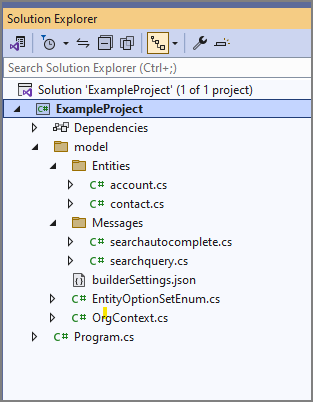 Solution Explorer
Search Solution Explorer (Ctrl+;)
Solution 'ExampleProject' (1 of 1 project)
C# ExampleProject
Dependencies
model
Entities
C# account.cs
C# contact.cs
Messages
C# searchautocomplete.cs
C# searchquery.cs
builderSettings.json
C# EntityOptionSetEnum.cs
C# OrgContext.cs
C# Program.cs